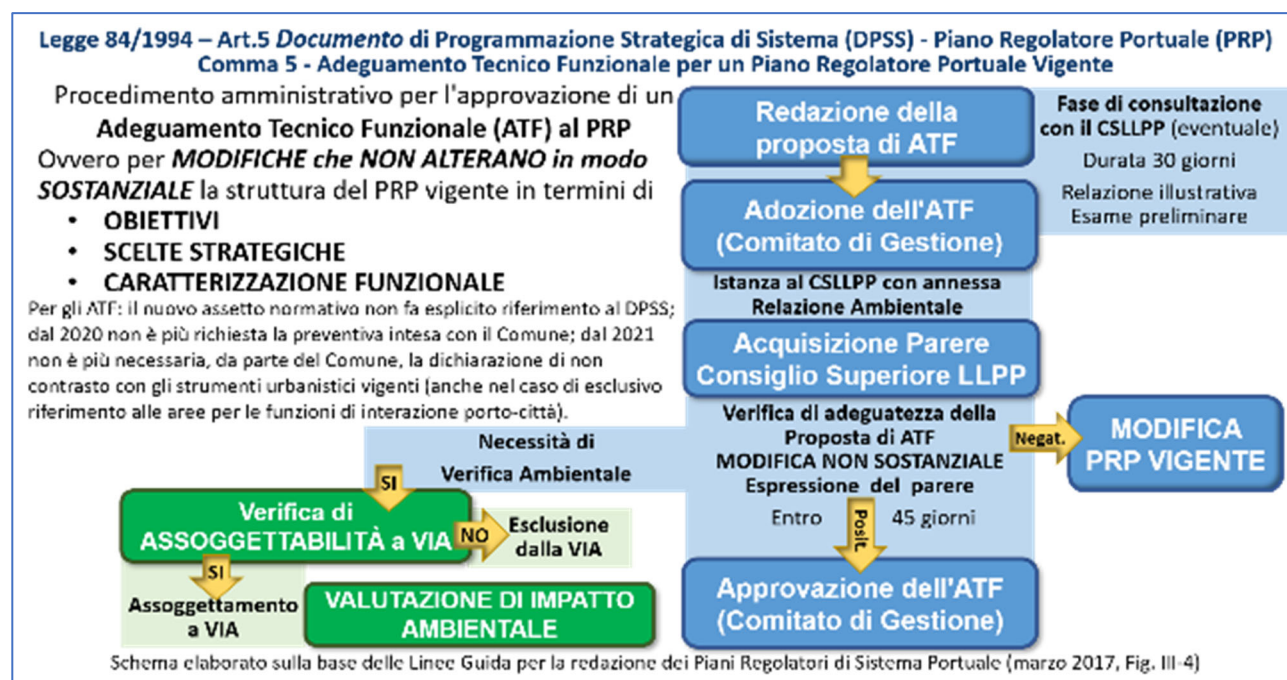 Legge 84/1994 – Art.5 Documento di Programmazione Strategica di Sistema (DPSS) - Piano Regolatore Portuale (PRP)
Comma 5 - Adeguamento Tecnico Funzionale per un Piano Regolatore Portuale Vigente
Procedimento amministrativo per l'approvazione di un
Adeguamento Tecnico Funzionale (ATF) al PRP
Ovvero per MODIFICHE che NON ALTERANO in modo
SOSTANZIALE la struttura del PRP vigente in termini di
• OBIETTIVI
• SCELTE STRATEGICHE
• CARATTERIZZAZIONE FUNZIONALE
Per gli ATF: il nuovo assetto normativo non fa esplicito riferimento al DPSS;
dal 2020 non è più richiesta la preventiva intesa con il Comune; dal 2021
non è più necessaria, da parte del Comune, la dichiarazione di non
contrasto con gli strumenti urbanistici vigenti (anche nel caso di esclusivo
riferimento alle aree per le funzioni di interazione porto-città).
Redazione della
proposta di ATF
Fase di consultazione
con il CSLLPP (eventuale)
Durata 30 giorni
Relazione illustrativa
Esame preliminare
Adozione dell'ATF
(Comitato di Gestione)
Istanza al CSLLPP con annessa
Relazione Ambientale
Acquisizione Parere
Consiglio Superiore LLPP
Verifica di adeguatezza della
Proposta di ATF
MODIFICA NON SOSTANZIALE
Espressione del parere
Entro 45 giorni
Negat.
MODIFICA
PRP VIGENTE
Posit.
Necessità di
Verifica Ambientale
SI
Verifica di
ASSOGGETTABILITÀ a VIA
NO
Esclusione
dalla VIA
SI
Assoggettamento
a VIA
VALUTAZIONE DI IMPATTO
AMBIENTALE
Approvazione dell'ATF
(Comitato di Gestione)
Schema elaborato sulla base delle Linee Guida per la redazione dei Piani Regolatori di Sistema Portuale (marzo 2017, Fig. III-4)